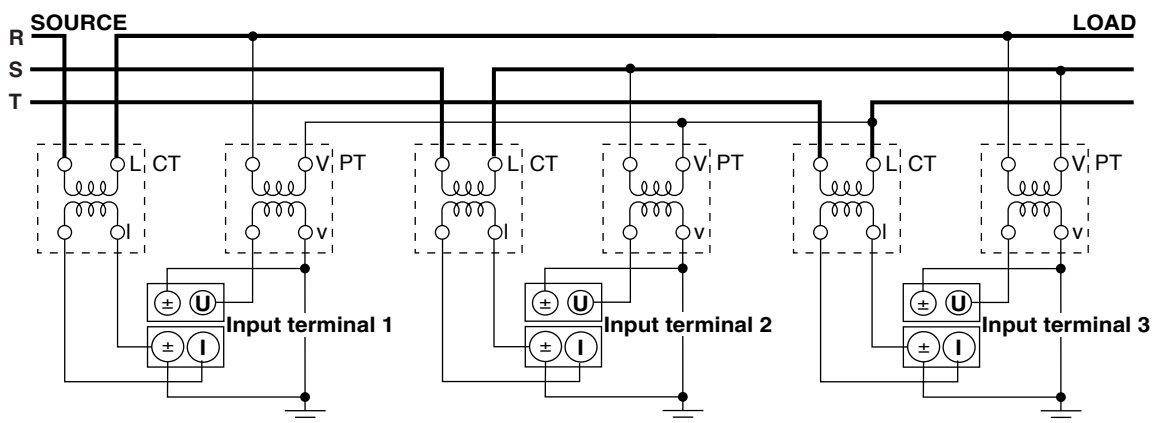 SOURCE
LOAD
R
S
T
L CT
V PT
L CT
V PT
L CT
V PT
l
v
l
v
l
v
± U
± U
± U
Input terminal 1
Input terminal 2
Input terminal 3
± I
± I
± I